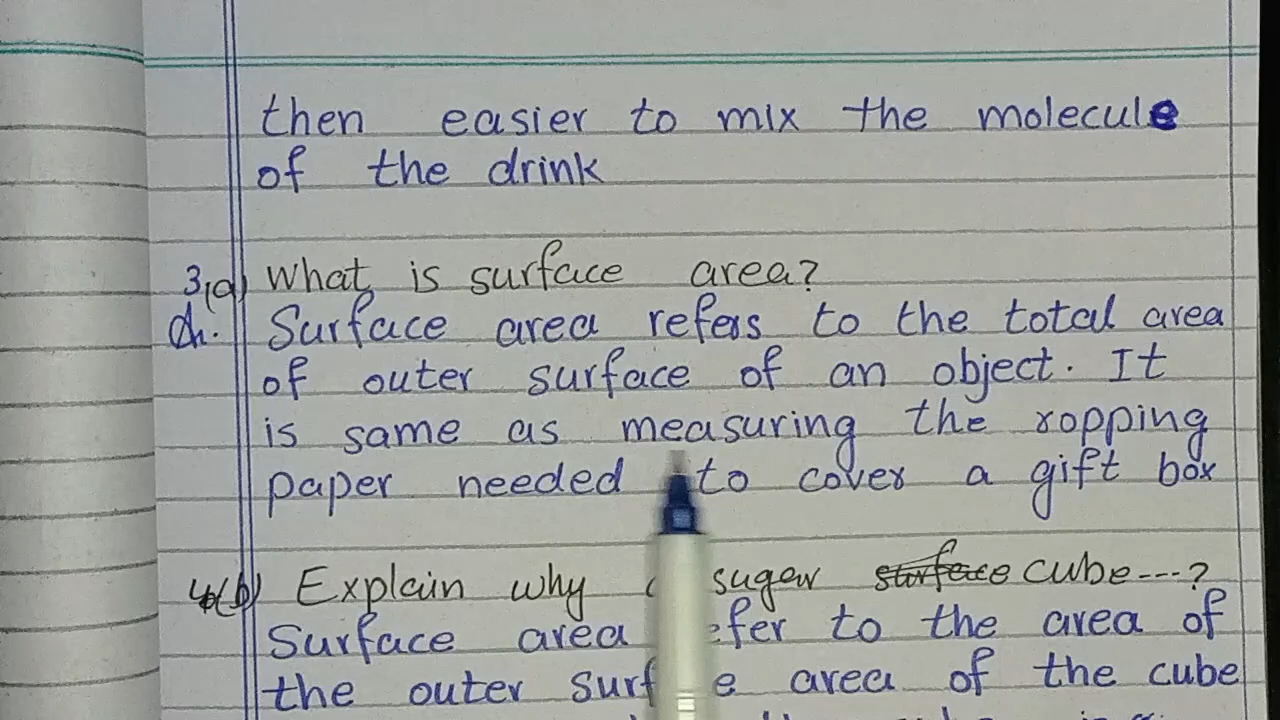 then easier to mix the molecule
of the drink
3(a) What is surface area?
Surface area refers to the total area
of outer surface of an object. It
is same as measuring the ropping
paper needed to cover a gift box
(b) Explain why sugar surface cube---?
Surface area to the area of
the outer area of the cube